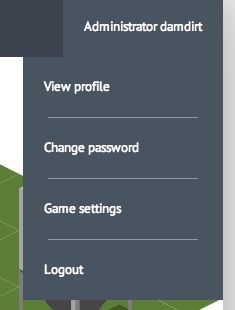 Administrator damdirt
View profile
Change password
Game settings
Logout